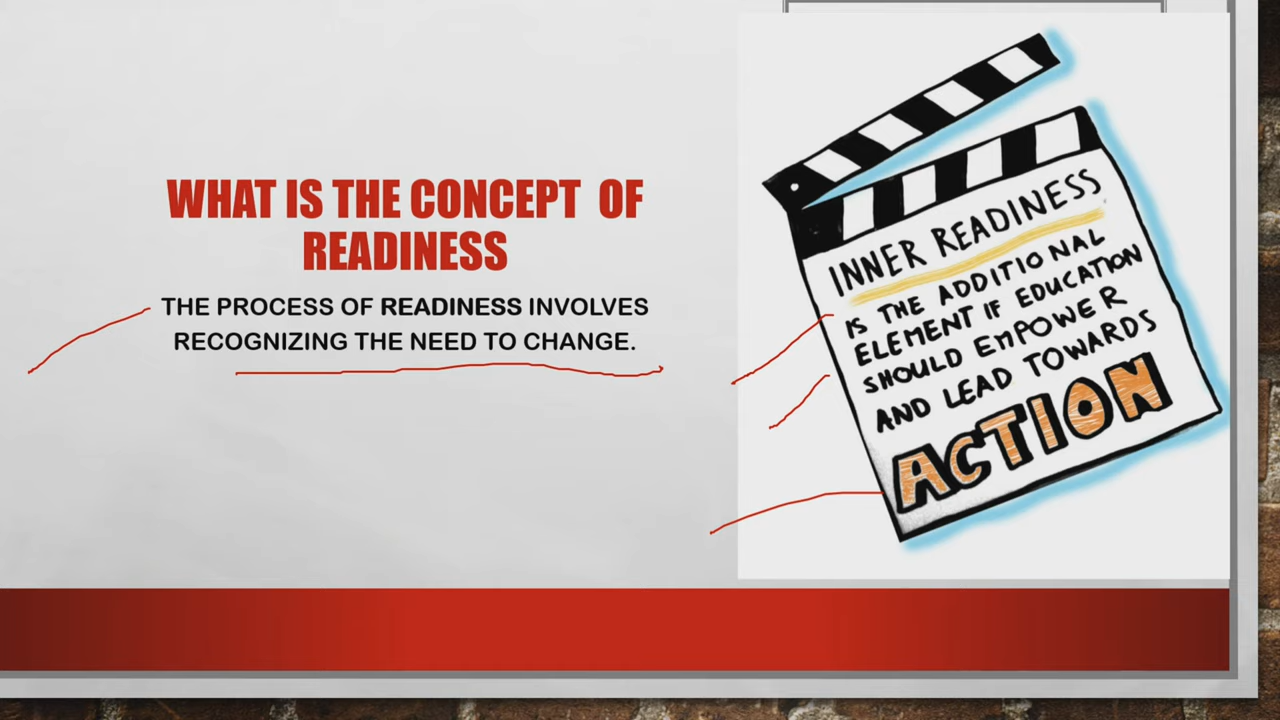 WHAT IS THE CONCEPT OF
READINESS
THE PROCESS OF READINESS INVOLVES
RECOGNIZING THE NEED TO CHANGE.
INNER READINESS
IS THE ADDITIONAL
ELEMENT IF EDUCATION
SHOULD EMPOWER
AND LEAD TOWARDS
ACTION